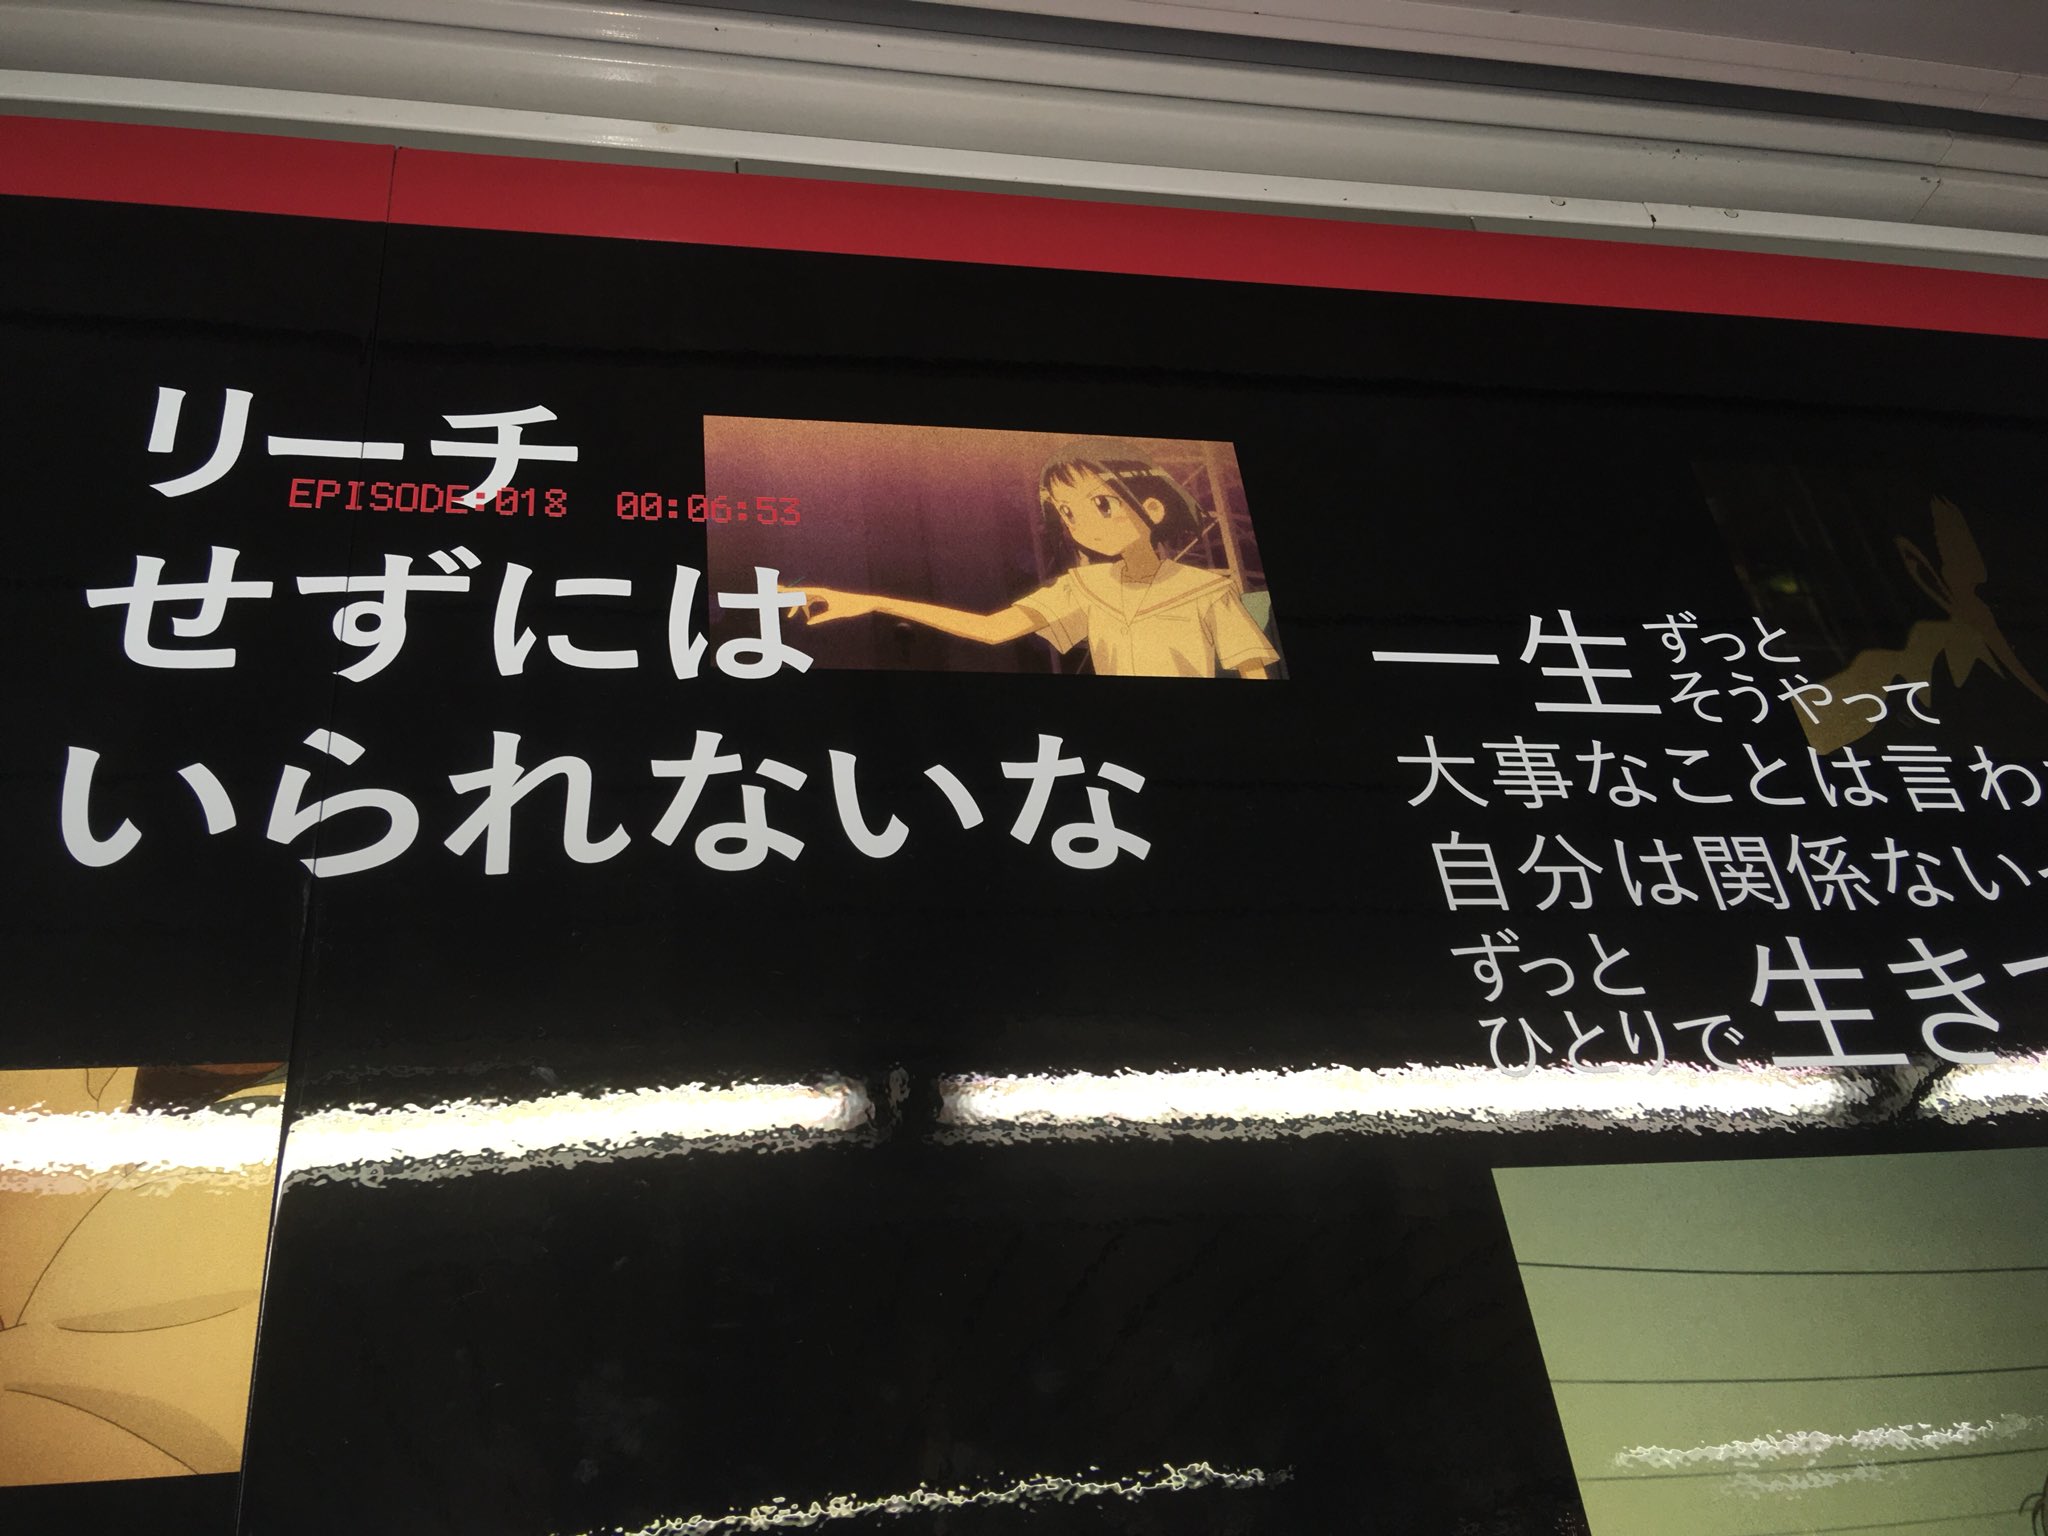 リーチ
EPISODE:018 00:06:53
せずには
いられないな
一生ずっと
そうやって
大事なことは言わ
自分は関係ない
ずっと
ひとりで生き